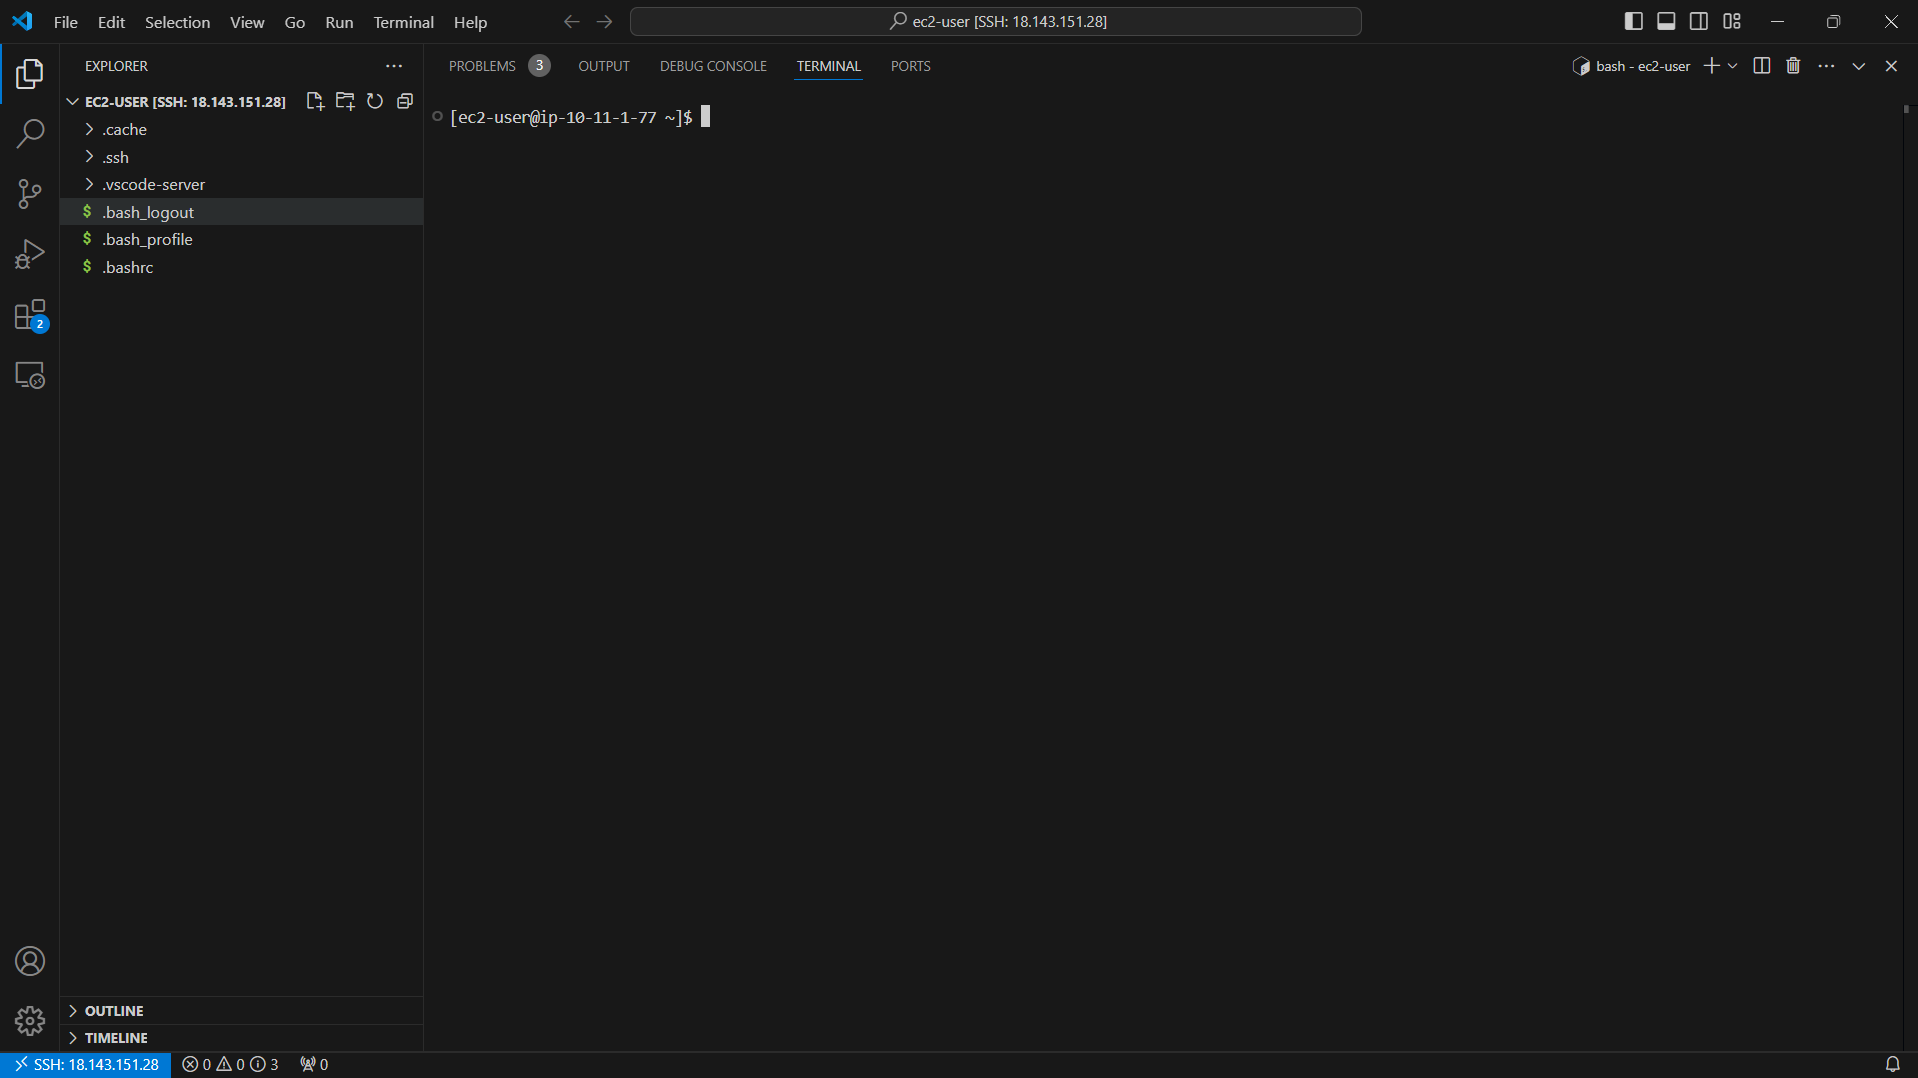 File Edit Selection View Go Run Terminal Help
ec2-user [SSH: 18.143.151.28]
EXPLORER
PROBLEMS 3 OUTPUT DEBUG CONSOLE TERMINAL PORTS
bash - ec2-user
EC2-USER [SSH: 18.143.151.28]
[ec2-user@ip-10-11-1-77 ~]$
.cache
.ssh
.vscode-server
$ .bash_logout
$ .bash_profile
$ .bashrc
2
OUTLINE
TIMELINE
SSH: 18.143.151.28 0 0 3 0